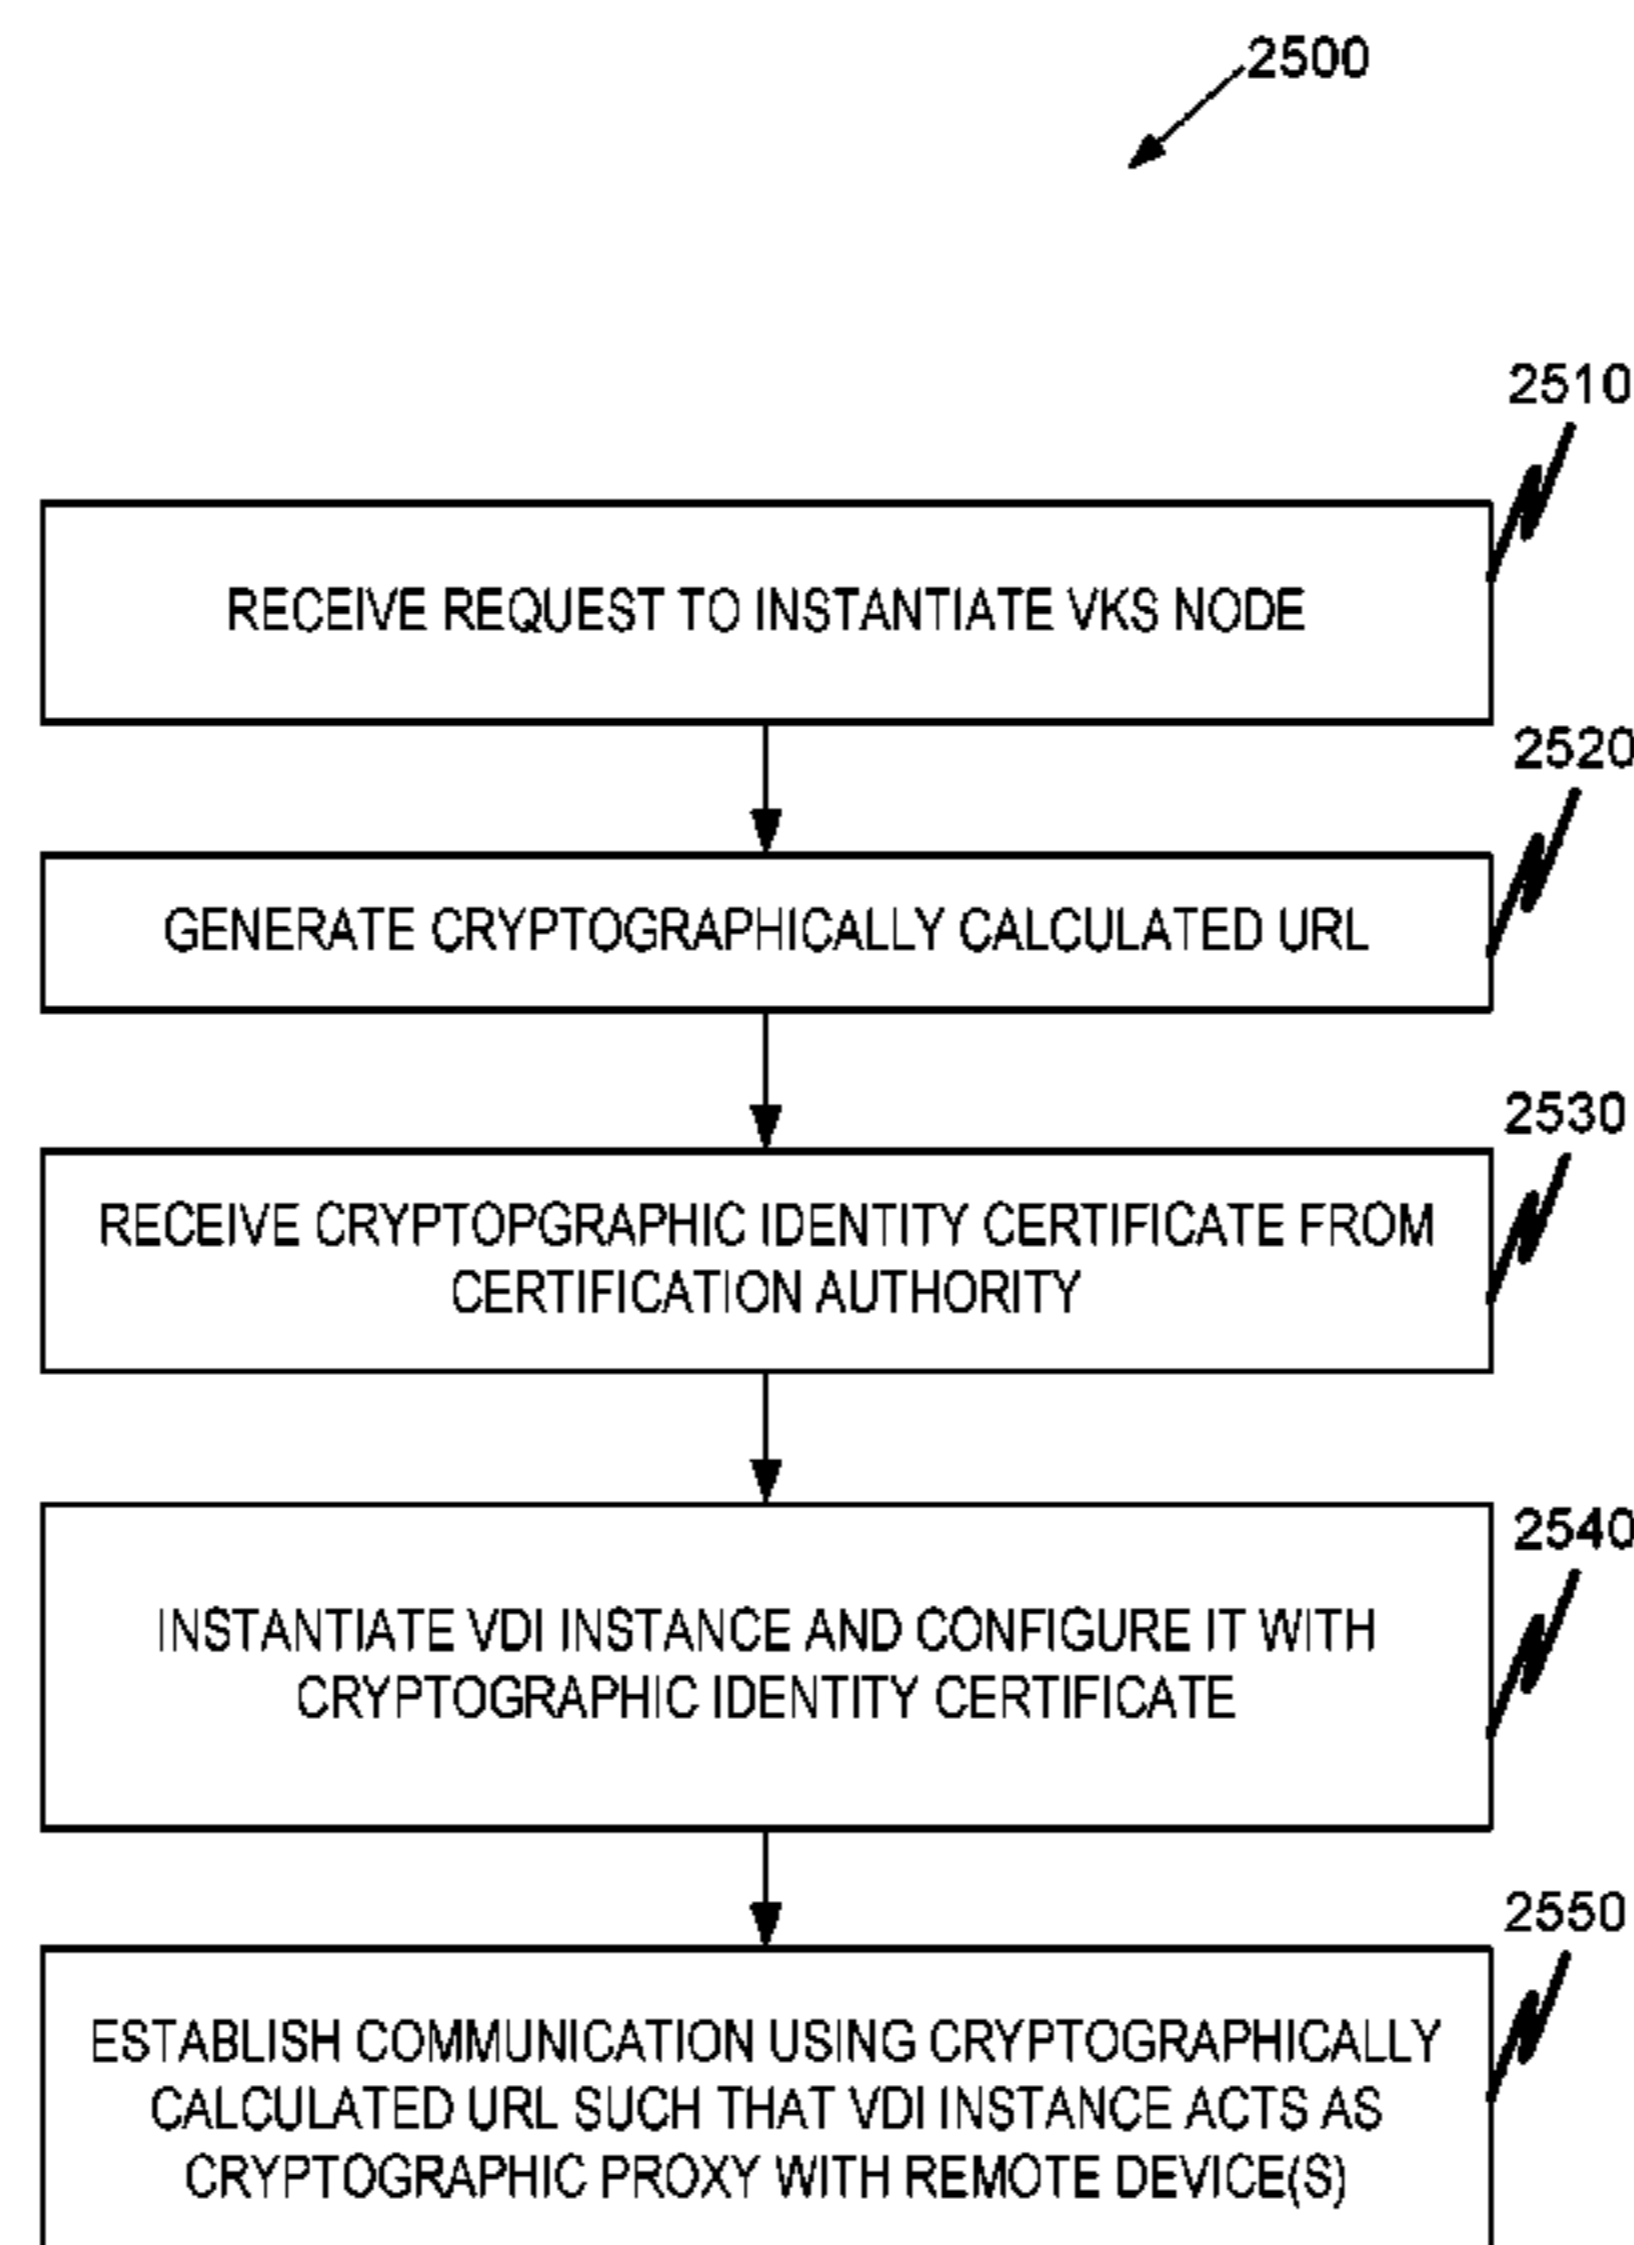 2500
2510
RECEIVE REQUEST TO INSTANTIATE VKS NODE
2520
GENERATE CRYPTOGRAPHICALLY CALCULATED URL
2530
RECEIVE CRYPTOPGRAPHIC IDENTITY CERTIFICATE FROM
CERTIFICATION AUTHORITY
2540
INSTANTIATE VDI INSTANCE AND CONFIGURE IT WITH
CRYPTOGRAPHIC IDENTITY CERTIFICATE
2550
ESTABLISH COMMUNICATION USING CRYPTOGRAPHICALLY
CALCULATED URL SUCH THAT VDI INSTANCE ACTS AS
CRYPTOGRAPHIC PROXY WITH REMOTE DEVICE(S)